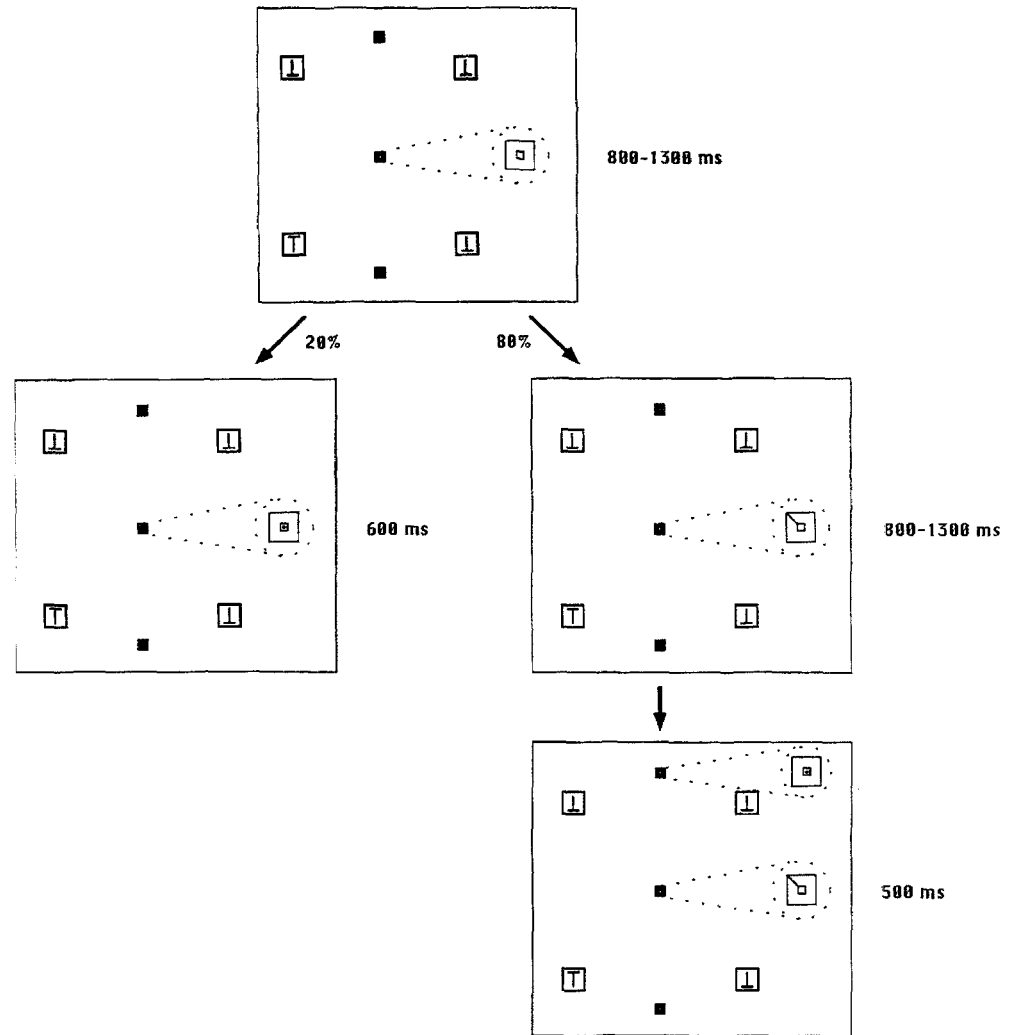 ⊥ ⊥
800-1300 ms
T ⊥
20% 80%
⊥ ⊥ ⊥ ⊥
600 ms 800-1300 ms
T ⊥ T ⊥
⊥ ⊥
500 ms
T ⊥